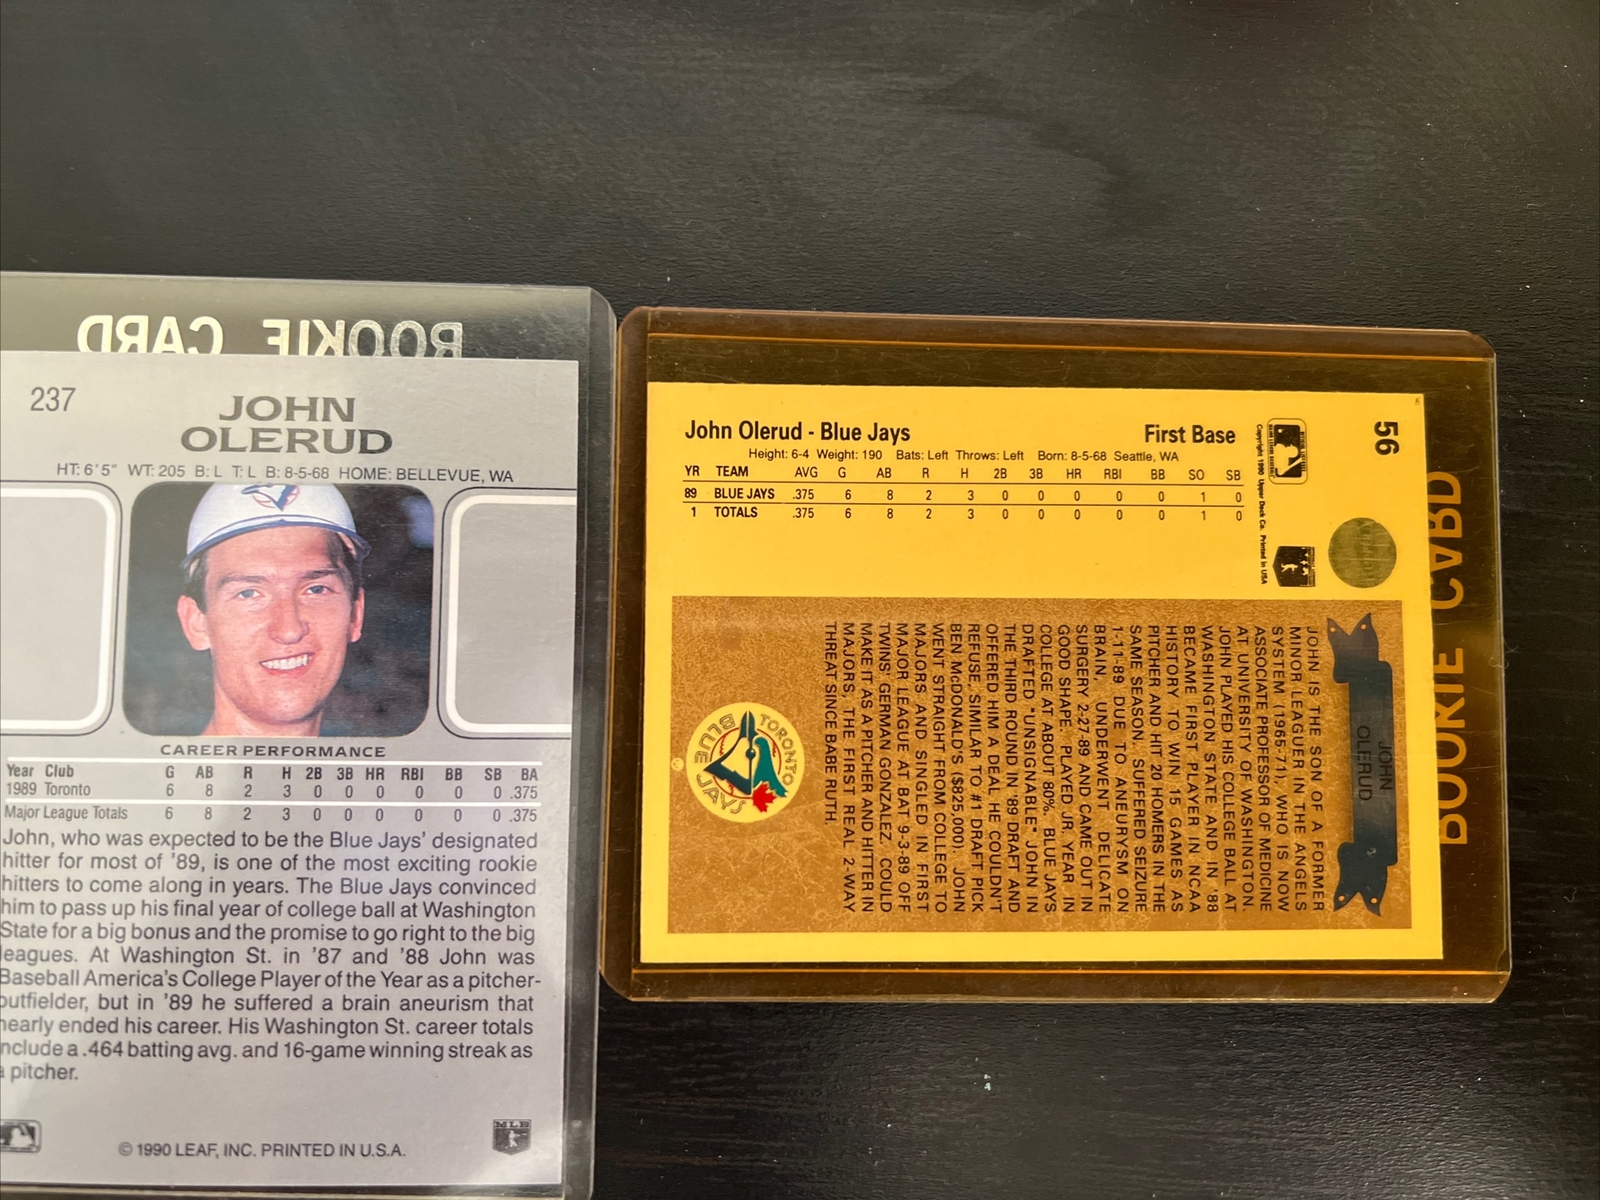 ROOKIE CARD
237
JOHN
OLERUD
HT: 6'5" WT: 205 B: L T: L B: 8-5-68 HOME: BELLEVUE, WA
CAREER PERFORMANCE
Year Club G AB R H 2B 3B HR RBI BB SB BA
1989 Toronto 6 8 2 3 0 0 0 0 0 0 .375
Major League Totals 6 8 2 3 0 0 0 0 0 0 .375
John, who was expected to be the Blue Jays' designated
hitter for most of '89, is one of the most exciting rookie
hitters to come along in years. The Blue Jays convinced
him to pass up his final year of college ball at Washington
State for a big bonus and the promise to go right to the big
leagues. At Washington St. in '87 and '88 John was
Baseball America's College Player of the Year as a pitcher-
outfielder, but in '89 he suffered a brain aneurism that
nearly ended his career. His Washington St. career totals
include a .464 batting avg. and 16-game winning streak as
a pitcher.
© 1990 LEAF, INC. PRINTED IN U.S.A.
MLB
John Olerud - Blue Jays First Base
Height: 6-4 Weight: 190 Bats: Left Throws: Left Born: 8-5-68 Seattle, WA
YR TEAM AVG G AB R H 2B 3B HR RBI BB SO SB
89 BLUE JAYS .375 6 8 2 3 0 0 0 0 0 1 0
1 TOTALS .375 6 8 2 3 0 0 0 0 0 1 0
56
Copyright 1990 Upper Deck Co. Printed in USA
JOHN
OLERUD
JOHN IS THE SON OF A FORMER
MINOR LEAGUER IN THE ANGELS
SYSTEM (1965-71), WHO IS NOW
ASSOCIATE PROFESSOR OF MEDICINE
AT UNIVERSITY OF WASHINGTON.
JOHN PLAYED HIS COLLEGE BALL AT
WASHINGTON STATE AND IN '88
BECAME FIRST PLAYER IN NCAA
HISTORY TO WIN 15 GAMES AS
PITCHER AND HIT 20 HOMERS IN THE
SAME SEASON. SUFFERED SEIZURE
1-11-89 DUE TO ANEURYSM ON
BRAIN, UNDERWENT DELICATE
SURGERY 2-27-89 AND CAME OUT IN
GOOD SHAPE. PLAYED JR. YEAR IN
COLLEGE AT ABOUT 80%. BLUE JAYS
DRAFTED "UNSIGNABLE" JOHN IN
THE THIRD ROUND IN '89 DRAFT AND
OFFERED HIM A DEAL HE COULDN'T
REFUSE, SIMILAR TO #1 DRAFT PICK
BEN McDONALD'S ($825,000). JOHN
WENT STRAIGHT FROM COLLEGE TO
MAJORS AND SINGLED IN FIRST
MAJOR LEAGUE AT BAT 9-3-89 OFF
TWINS' GERMAN GONZALEZ. COULD
MAKE IT AS A PITCHER AND HITTER IN
MAJORS, THE FIRST REAL 2-WAY
THREAT SINCE BABE RUTH.
TORONTO
BLUE JAYS
ROOKIE CARD